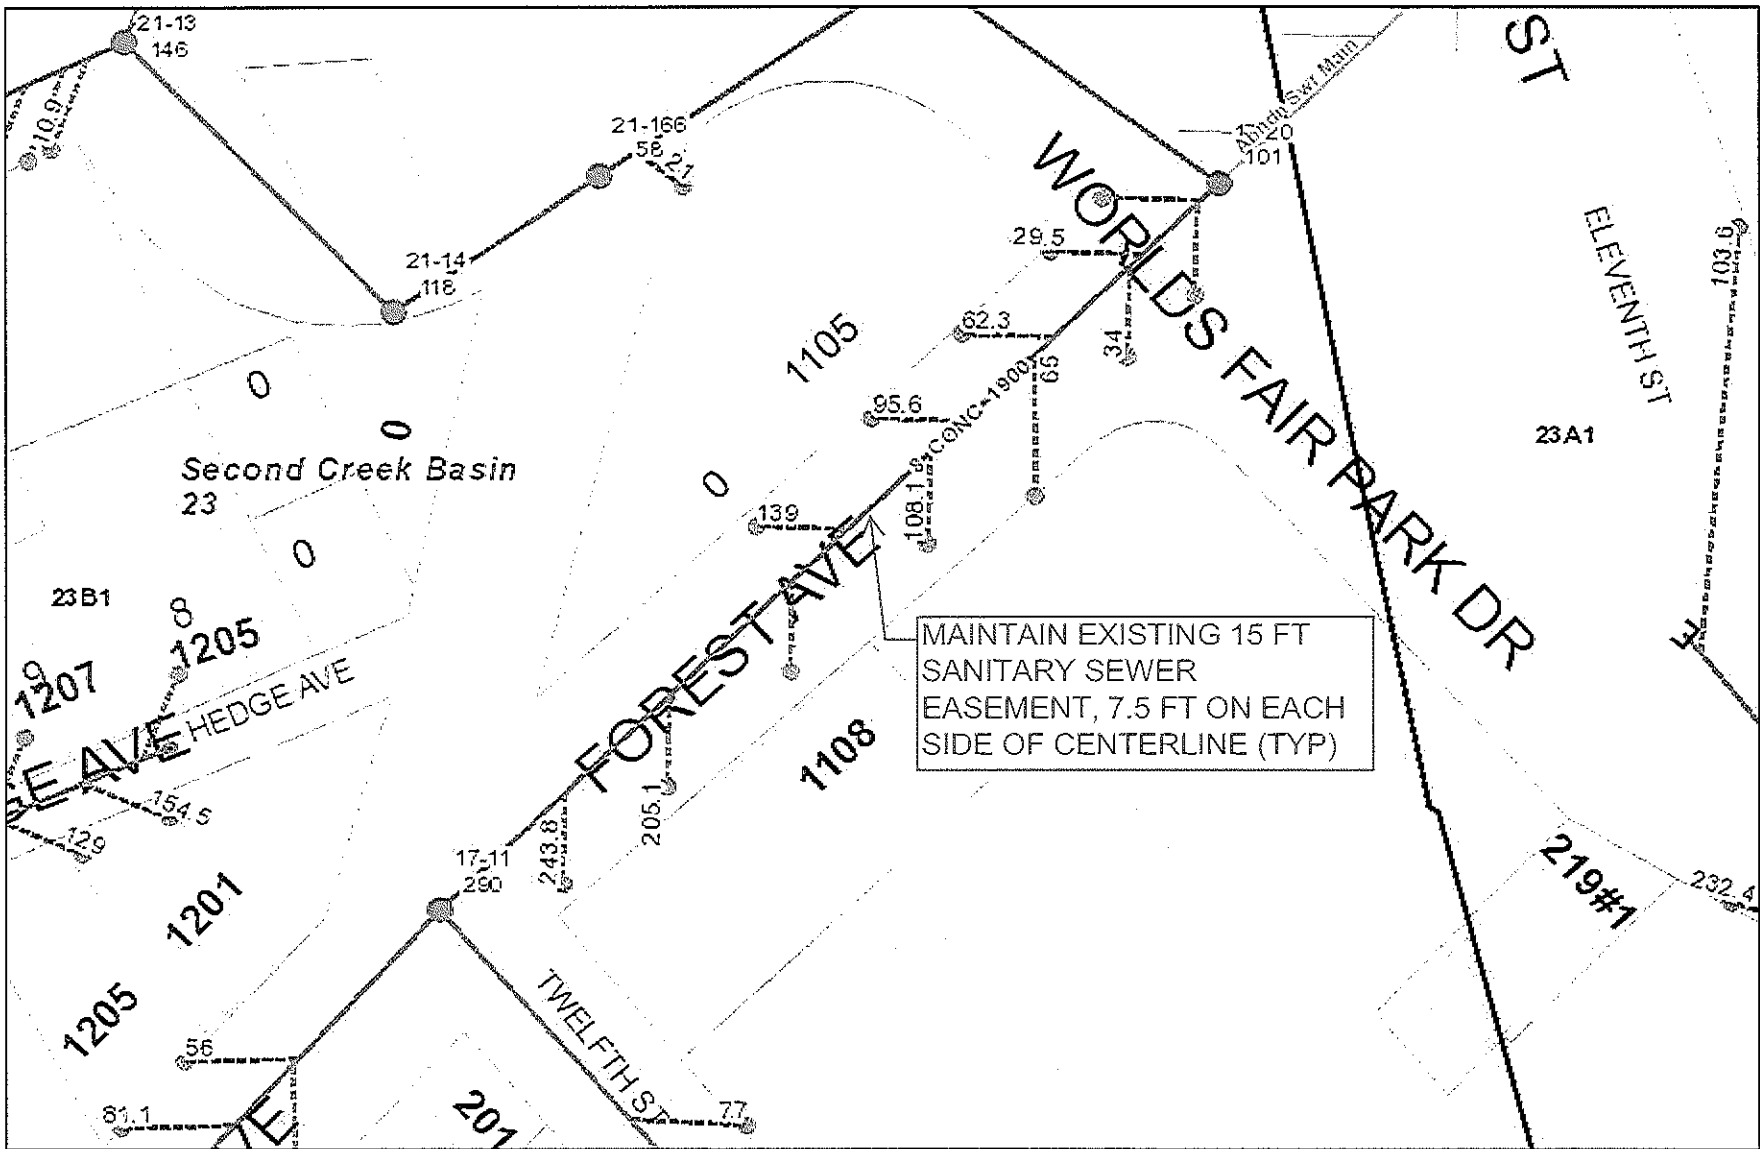 21-13
146
10.9
21-166
58
21
Abndn Swr Main
101
ST
WORLDS FAIR PARK DR
ELEVENTH ST
103.6
29.5
34
21-14
118
62.3
65
1105
95.6
8 CONC-1900
108.1
23A1
0
0
0
0
Second Creek Basin
23
139
23B1
8
1205
9
1207
HEDGE AVE
GE AVE
154.5
129
FOREST AVE
MAINTAIN EXISTING 15 FT
SANITARY SEWER
EASEMENT, 7.5 FT ON EACH
SIDE OF CENTERLINE (TYP)
1108
205.1
243.8
17-11
290
219#1
232.4
1201
1205
TWELFTH ST
56
81.1
VE
201
77